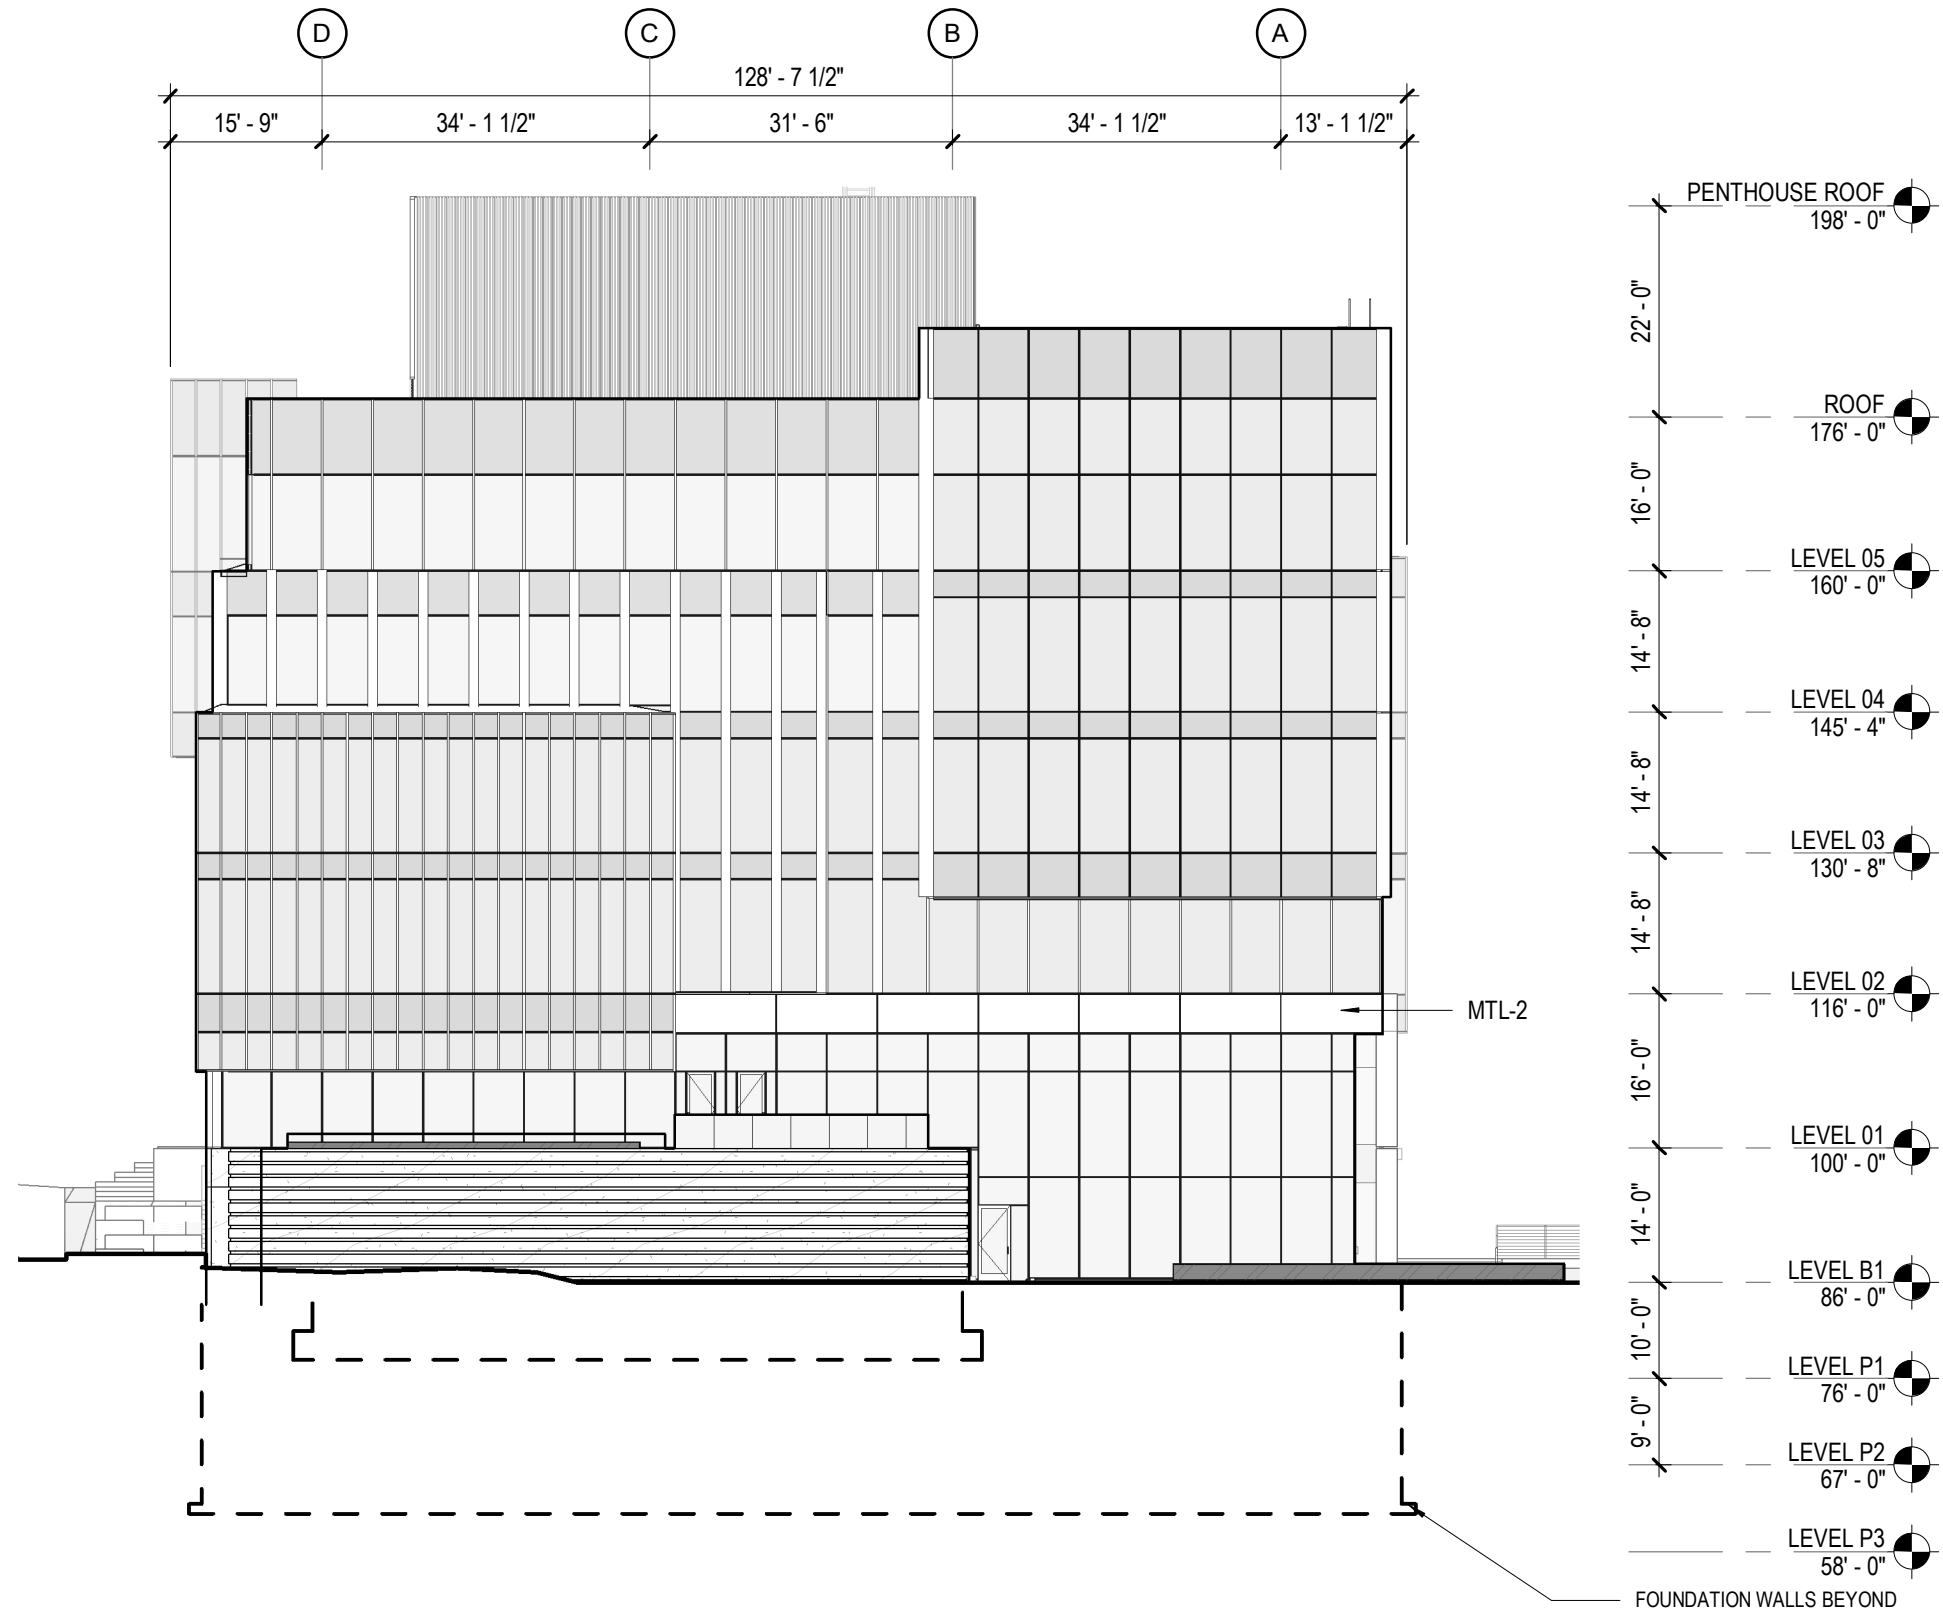 D C B A
128' - 7 1/2"
15' - 9" 34' - 1 1/2" 31' - 6" 34' - 1 1/2" 13' - 1 1/2"
PENTHOUSE ROOF
198' - 0"
22' - 0"
ROOF
176' - 0"
16' - 0"
LEVEL 05
160' - 0"
14' - 8"
LEVEL 04
145' - 4"
14' - 8"
LEVEL 03
130' - 8"
14' - 8"
LEVEL 02
116' - 0"
MTL-2
16' - 0"
LEVEL 01
100' - 0"
14' - 0"
LEVEL B1
86' - 0"
10' - 0"
LEVEL P1
76' - 0"
9' - 0"
LEVEL P2
67' - 0"
LEVEL P3
58' - 0"
FOUNDATION WALLS BEYOND